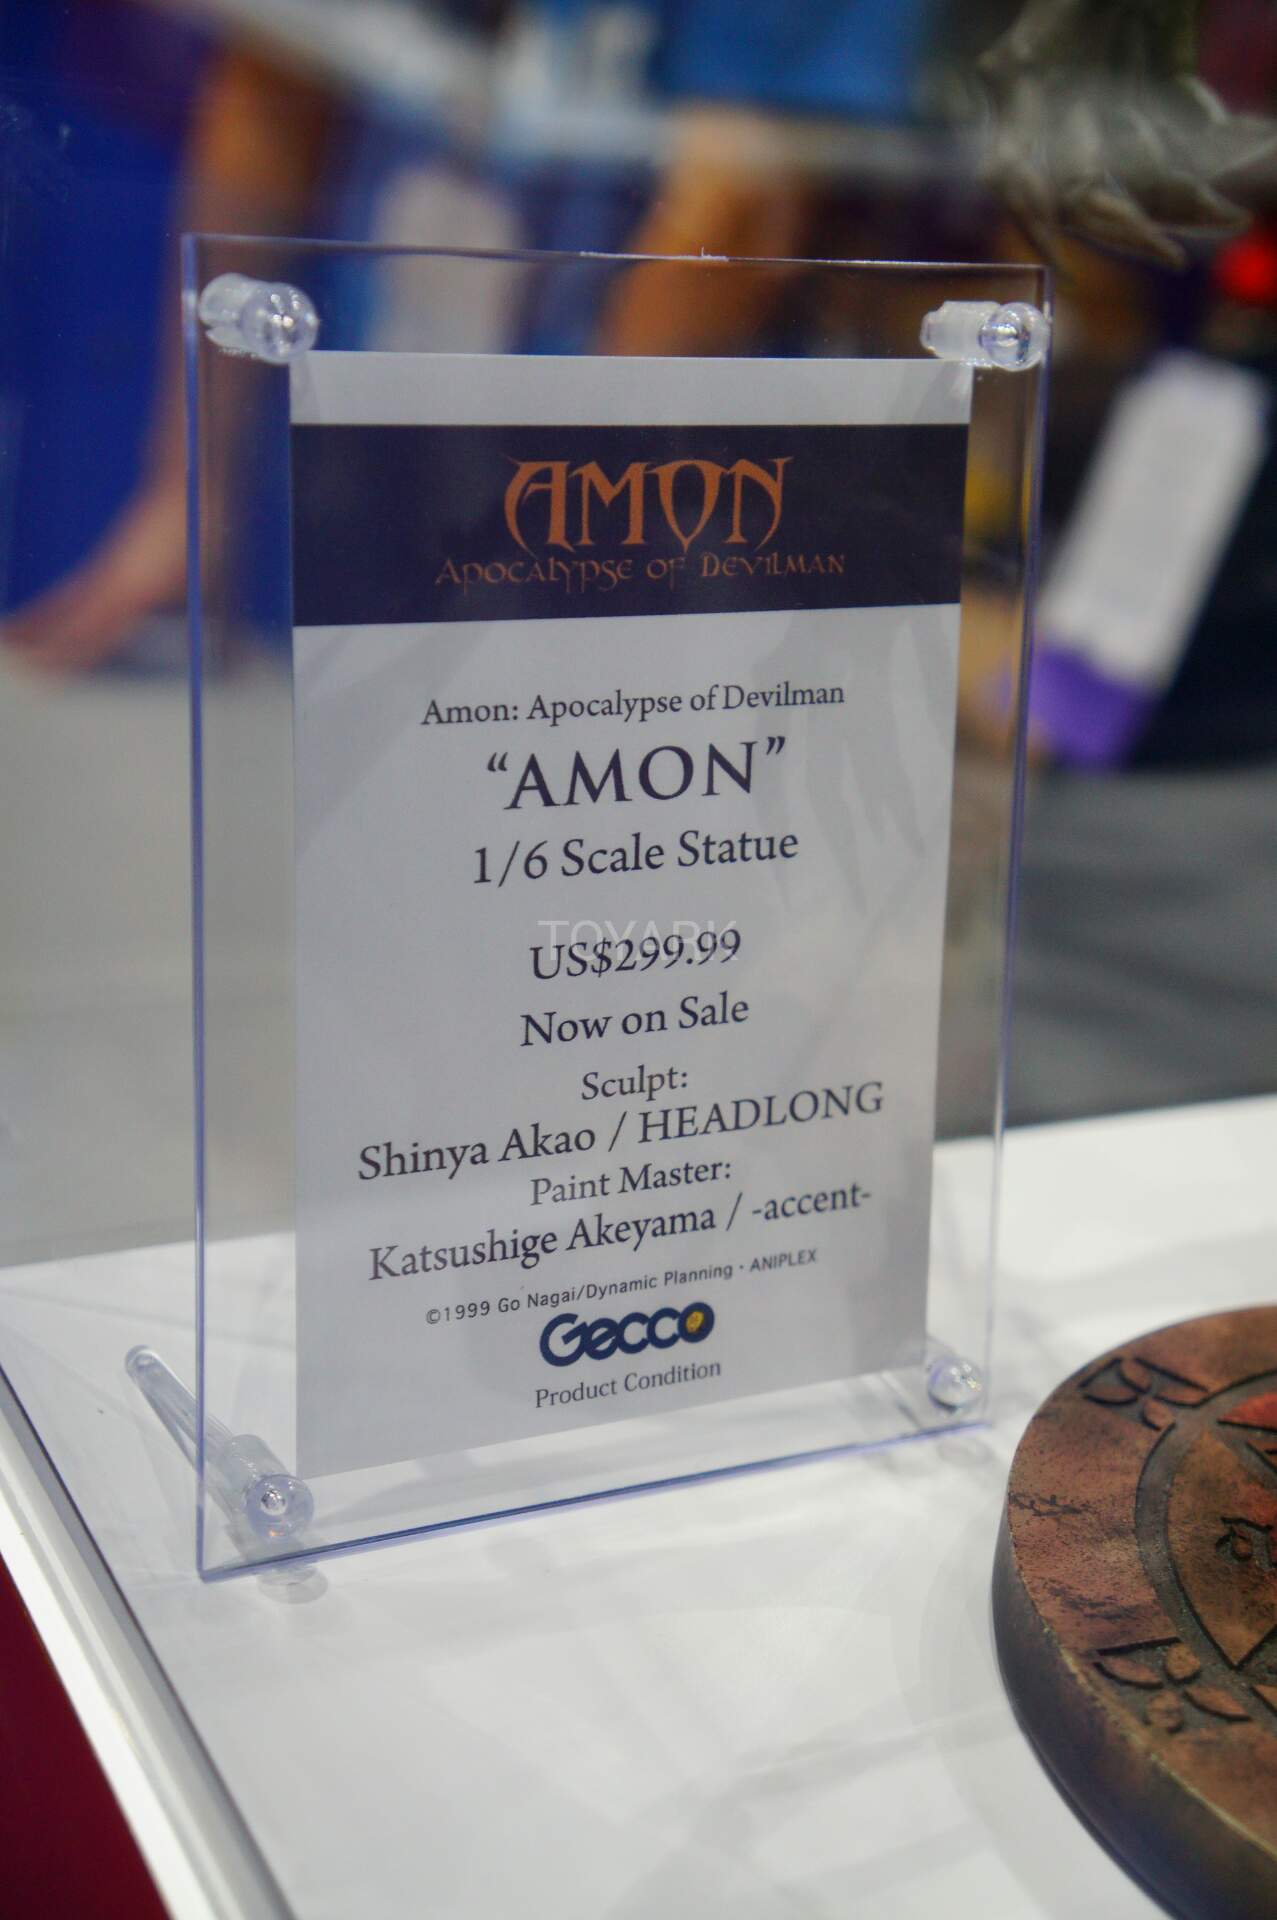 AMON
APOCALYPSE OF DEVILMAN
Amon: Apocalypse of Devilman
“AMON”
1/6 Scale Statue
TOYARK
US$299.99
Now on Sale
Sculpt:
Shinya Akao / HEADLONG
Paint Master:
Katsushige Akeyama / -accent-
©1999 Go Nagai/Dynamic Planning・ANIPLEX
Gecco
Product Condition